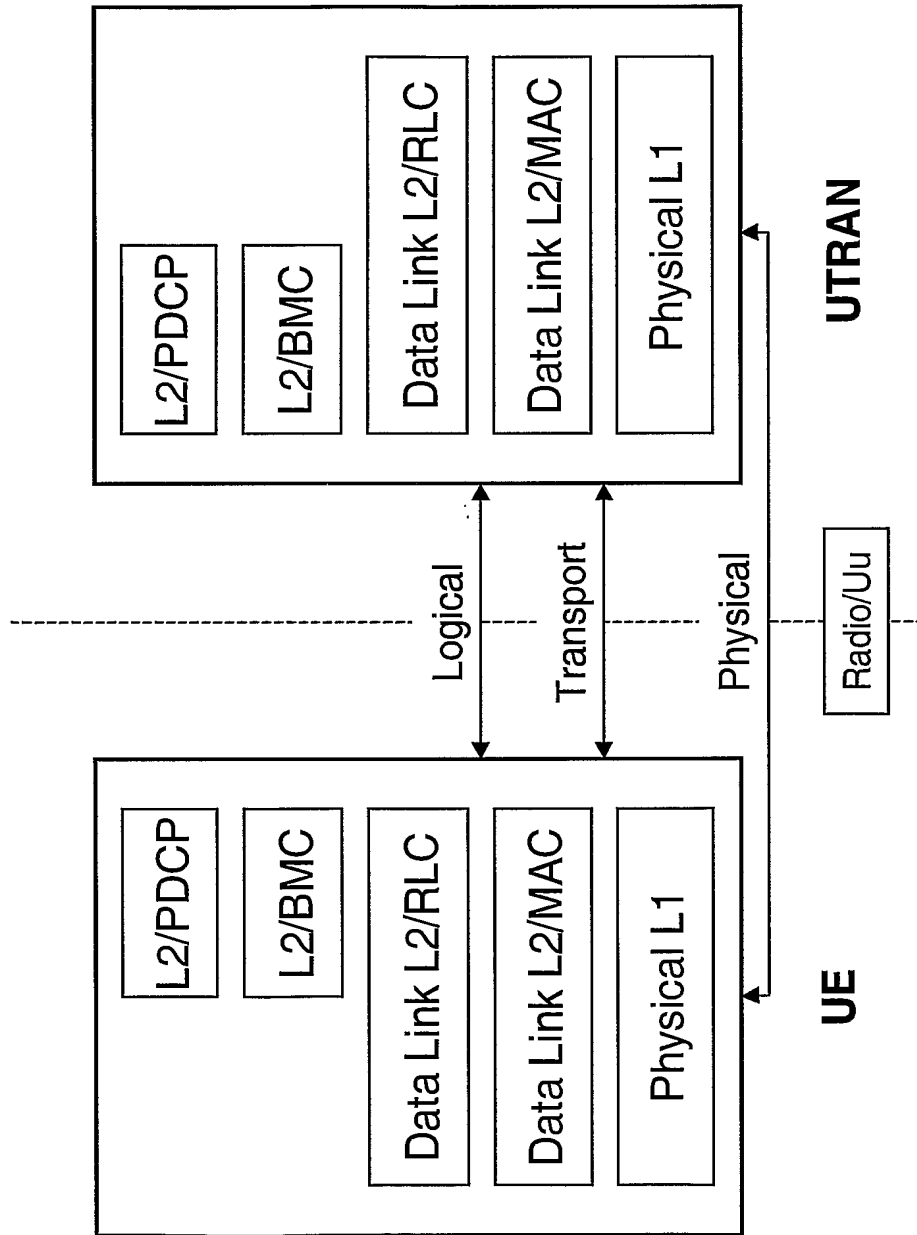 L2/PDCP
L2/BMC
Data Link L2/RLC
Data Link L2/MAC
Physical L1
UE
Logical
Transport
Physical
Radio/Uu
L2/PDCP
L2/BMC
Data Link L2/RLC
Data Link L2/MAC
Physical L1
UTRAN